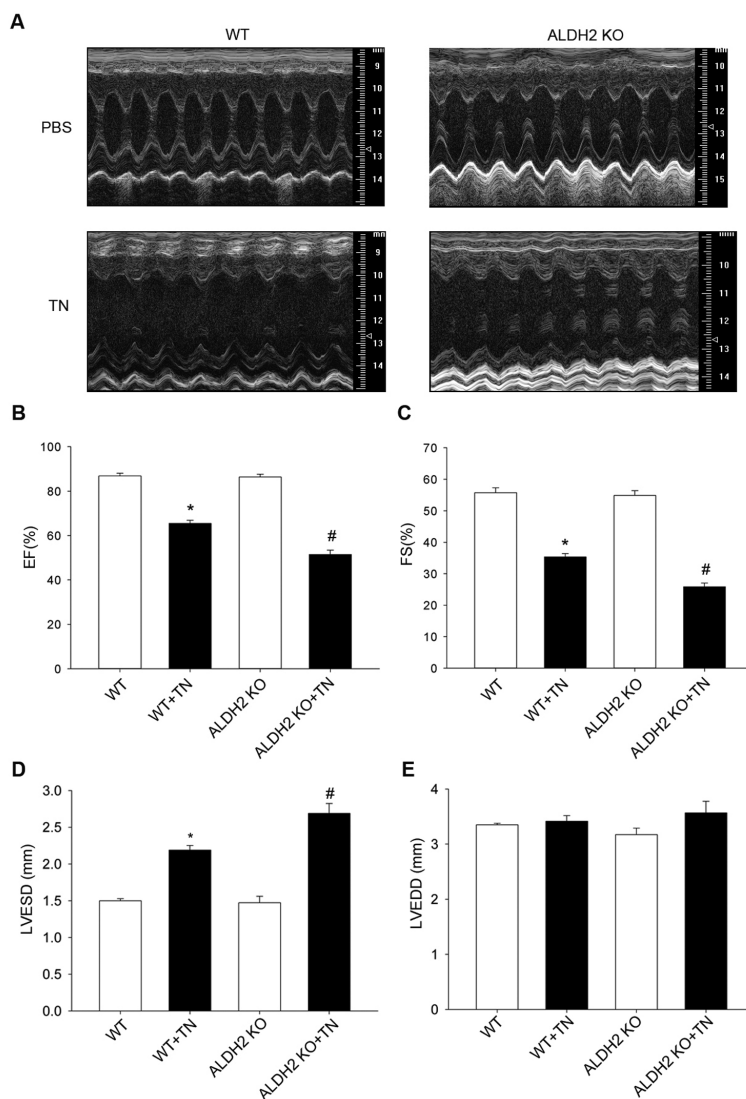 A
WT
ALDH2 KO
PBS
mm
9
10
11
12
13
14
mm
10
11
12
13
14
15
TN
mm
9
10
11
12
13
14
10
11
12
13
14
B
100
80
60
40
20
0
EF(%)
*
#
WT
WT+TN
ALDH2 KO
ALDH2 KO+TN
C
70
60
50
40
30
20
10
0
FS(%)
*
#
WT
WT+TN
ALDH2 KO
ALDH2 KO+TN
D
3.0
2.5
2.0
1.5
1.0
0.5
0.0
LVESD (mm)
*
#
WT
WT+TN
ALDH2 KO
ALDH2 KO+TN
E
4
3
2
1
0
LVEDD (mm)
WT
WT+TN
ALDH2 KO
ALDH2 KO+TN